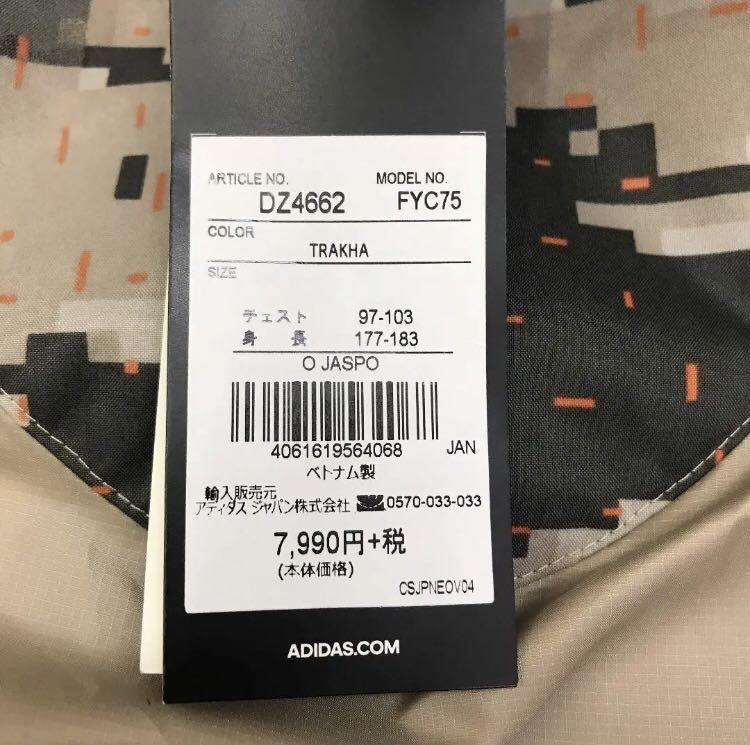 ARTICLE NO. MODEL NO.
DZ4662 FYC75
COLOR
TRAKHA
SIZE
チェスト 97-103
身 長 177-183
O JASPO
4061619564068 JAN
ベトナム製
輸入販売元
アディダス ジャパン株式会社 0570-033-033
7,990円+税
(本体価格)
CSJPNEOV04
ADIDAS.COM